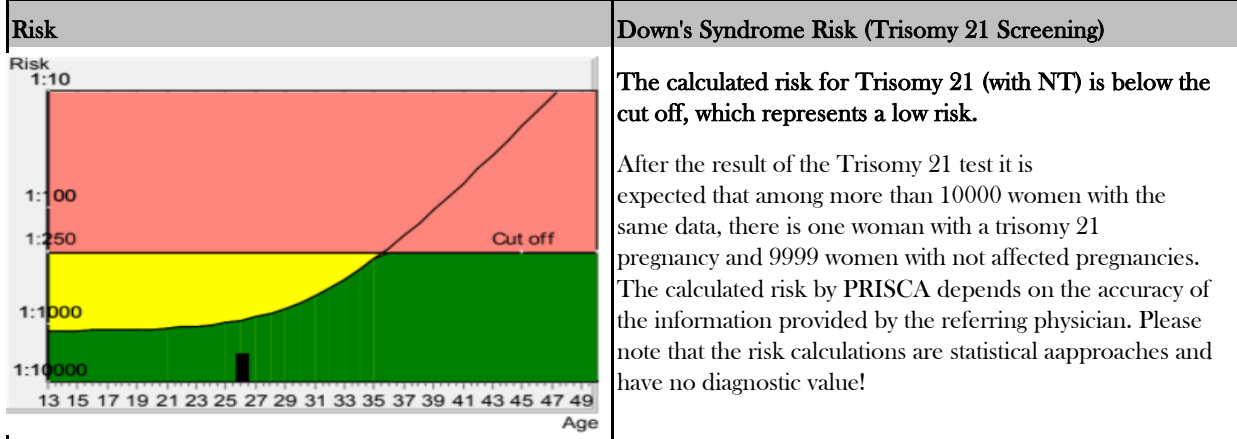 Risk
Down's Syndrome Risk (Trisomy 21 Screening)
Risk
1:10
1:100
1:250
Cut off
1:1000
1:10000
13 15 17 19 21 23 25 27 29 31 33 35 37 39 41 43 45 47 49
Age
The calculated risk for Trisomy 21 (with NT) is below the
cut off, which represents a low risk.
After the result of the Trisomy 21 test it is
expected that among more than 10000 women with the
same data, there is one woman with a trisomy 21
pregnancy and 9999 women with not affected pregnancies.
The calculated risk by PRISCA depends on the accuracy of
the information provided by the referring physician. Please
note that the risk calculations are statistical aapproaches and
have no diagnostic value!